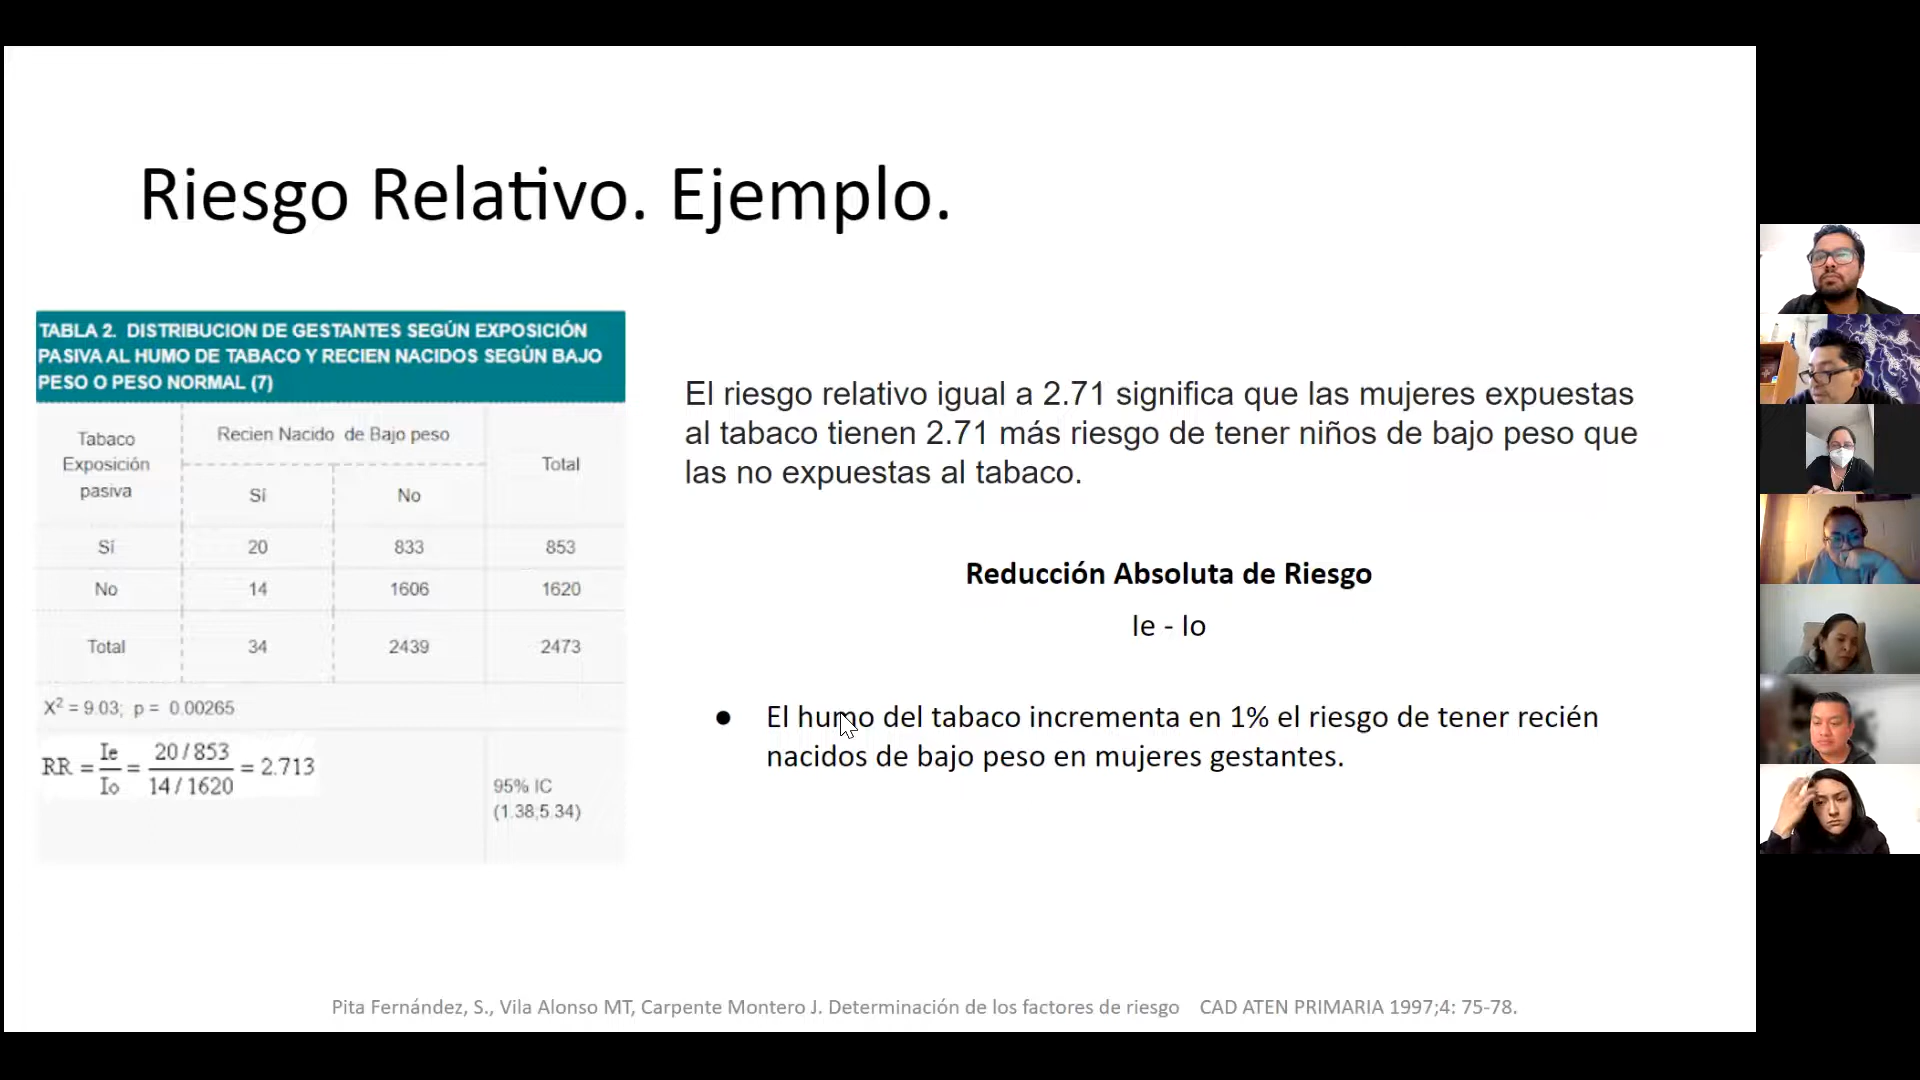 Riesgo Relativo. Ejemplo.
TABLA 2. DISTRIBUCION DE GESTANTES SEGÚN EXPOSICIÓN
PASIVA AL HUMO DE TABACO Y RECIEN NACIDOS SEGÚN BAJO
PESO O PESO NORMAL (7)
Tabaco
Exposición
pasiva
Recien Nacido de Bajo peso
Total
Sí
No
Sí 20 833 853
No 14 1606 1620
Total 34 2439 2473
X² = 9.03; p = 0.00265
RR = Ie / Io = 20 / 853 / 14 / 1620 = 2.713
95% IC
(1.38,5.34)
El riesgo relativo igual a 2.71 significa que las mujeres expuestas
al tabaco tienen 2.71 más riesgo de tener niños de bajo peso que
las no expuestas al tabaco.
Reducción Absoluta de Riesgo
Ie - Io
● El humo del tabaco incrementa en 1% el riesgo de tener recién
nacidos de bajo peso en mujeres gestantes.
Pita Fernández, S., Vila Alonso MT, Carpente Montero J. Determinación de los factores de riesgo CAD ATEN PRIMARIA 1997;4: 75-78.